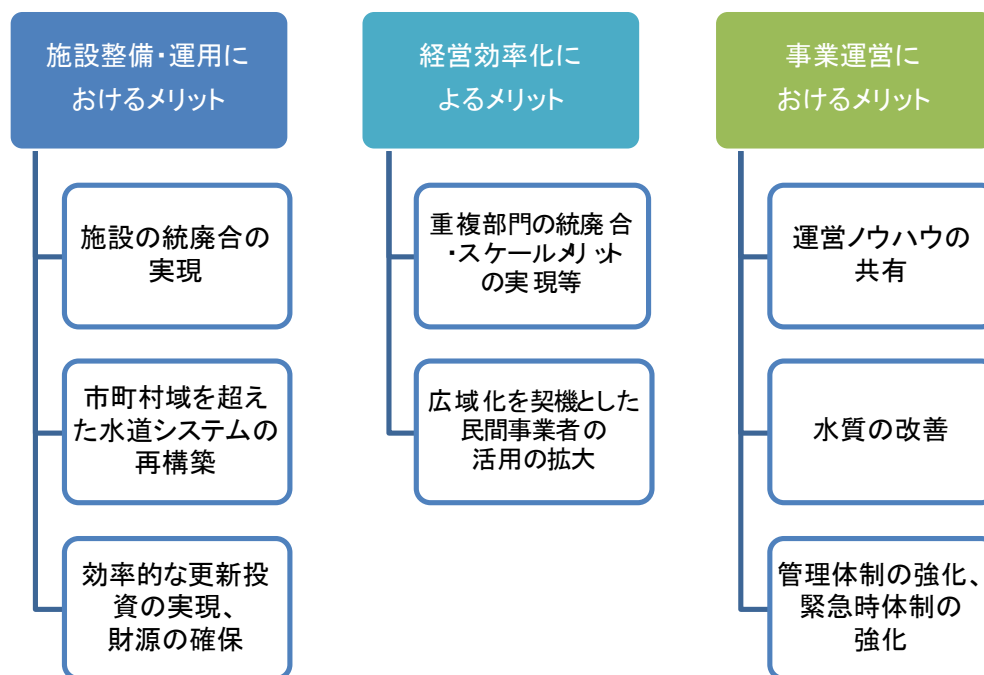 施設整備・運用に
おけるメリット
施設の統廃合の
実現
市町村域を超え
た水道システムの
再構築
効率的な更新投
資の実現、
財源の確保
経営効率化に
よるメリット
重複部門の統廃合
・スケールメリット
の実現等
広域化を契機とした
民間事業者の
活用の拡大
事業運営に
おけるメリット
運営ノウハウの
共有
水質の改善
管理体制の強化、
緊急時体制の
強化